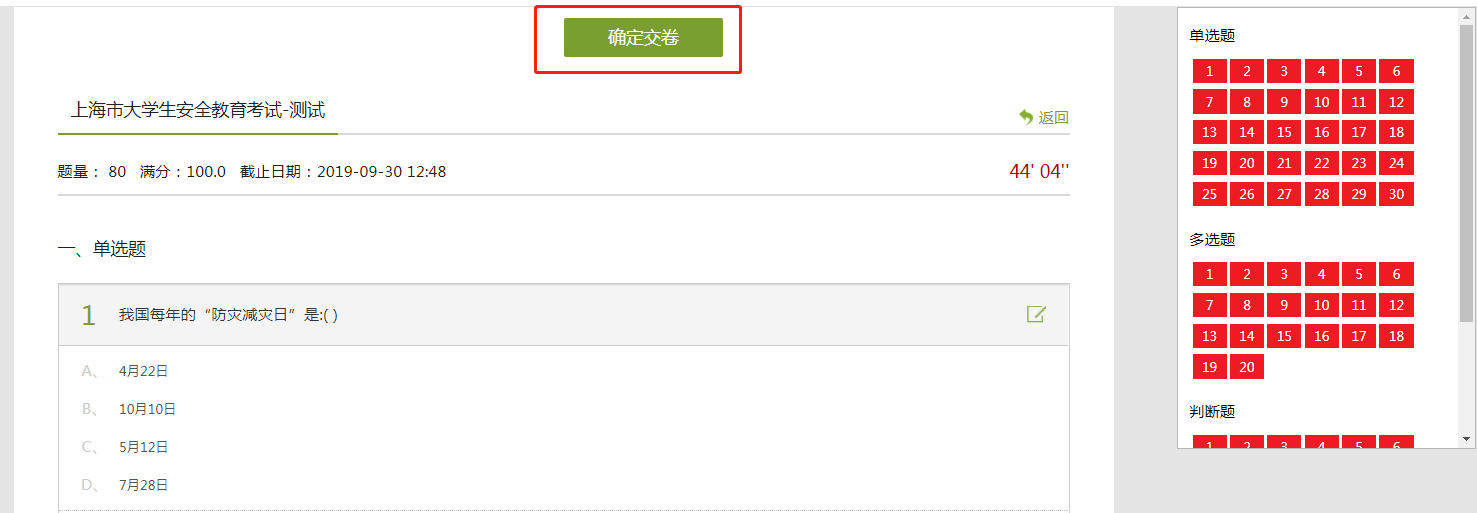 确定交卷
上海市大学生安全教育考试-测试
返回
题量： 80 满分：100.0 截止日期：2019-09-30 12:48
44' 04''
一、单选题
1 我国每年的“防灾减灾日”是:( )
A、 4月22日
B、 10月10日
C、 5月12日
D、 7月28日
单选题
1 2 3 4 5 6
7 8 9 10 11 12
13 14 15 16 17 18
19 20 21 22 23 24
25 26 27 28 29 30
多选题
1 2 3 4 5 6
7 8 9 10 11 12
13 14 15 16 17 18
19 20
判断题
1 2 3 4 5 6